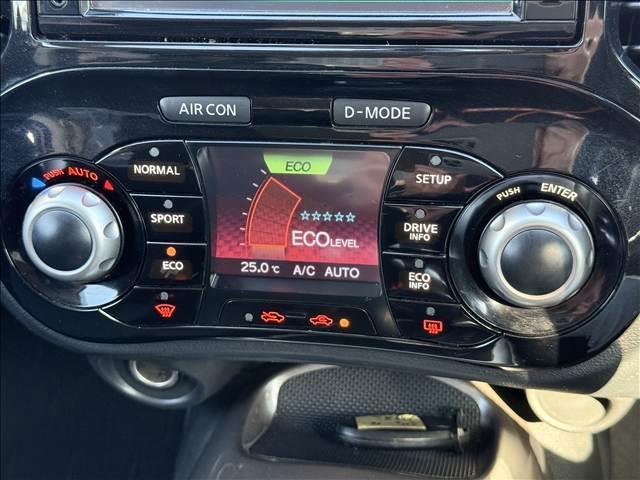 AIR CON
D-MODE
PUSH AUTO
NORMAL
SPORT
ECO
ECO
ECO LEVEL
25.0℃ A/C AUTO
SETUP
DRIVE
INFO
ECO
INFO
PUSH ENTER